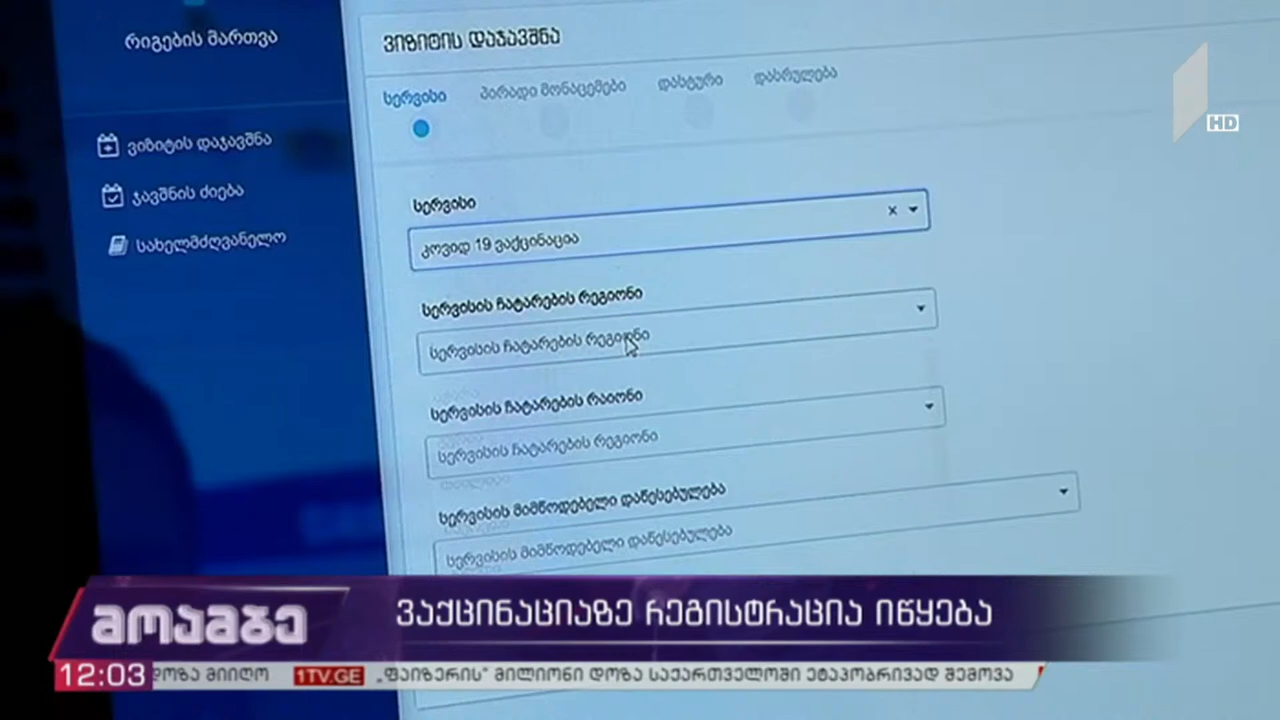 რიგების მართვა
ვიზიტის დაჯავშნა
ჯავშნის ძიება
სახელმძღვანელო
ვიზიტის დაჯავშნა
სერვისი
პირადი მონაცემები
დასტური
დასრულება
სერვისი
კოვიდ 19 ვაქცინაცია
სერვისის ჩატარების რეგიონი
სერვისის ჩატარების რეგიონი
სერვისის ჩატარების რაიონი
სერვისის ჩატარების რეგიონი
სერვისის მიმწოდებელი დაწესებულება
სერვისის მიმწოდებელი დაწესებულება
HD
მოამბე
ვაქცინაციაზე რეგისტრაცია იწყება
12:03 დოზა მიიღო 1TV.GE „ფაიზერის“ მილიონი დოზა საქართველოში ეტაპობრივად შემოვა